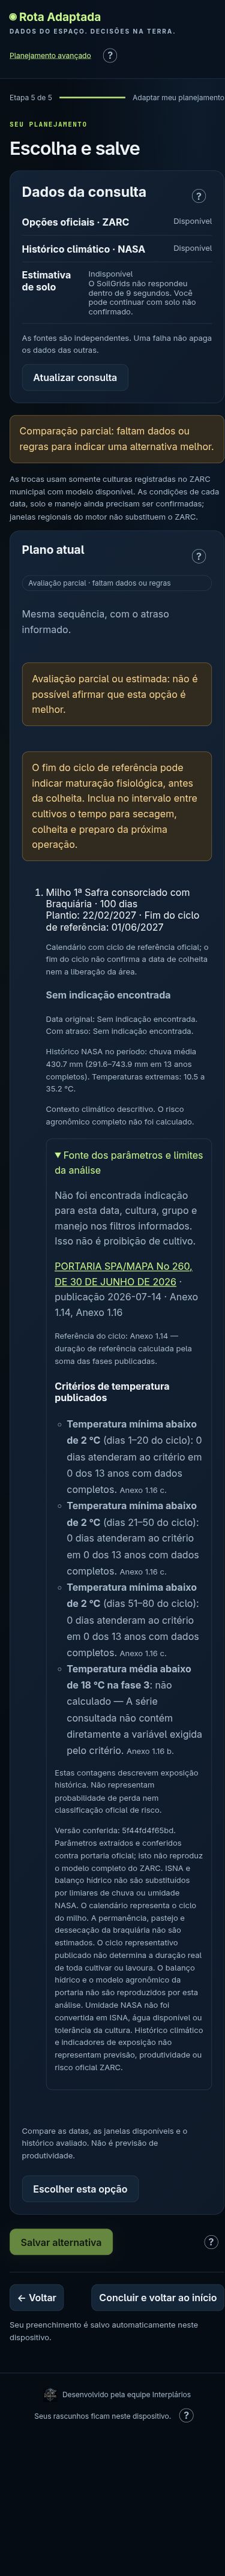 Rota Adaptada
DADOS DO ESPAÇO. DECISÕES NA TERRA.
Planejamento avançado ?
Etapa 5 de 5 Adaptar meu planejamento
SEU PLANEJAMENTO
Escolha e salve
Dados da consulta ?
Opções oficiais · ZARC Disponível
Histórico climático · NASA Disponível
Estimativa
de solo
Indisponível
O SoilGrids não respondeu
dentro de 9 segundos. Você
pode continuar com solo não
confirmado.
As fontes são independentes. Uma falha não apaga
os dados das outras.
Atualizar consulta
Comparação parcial: faltam dados ou
regras para indicar uma alternativa melhor.
As trocas usam somente culturas registradas no ZARC
municipal com modelo disponível. As condições de cada
data, solo e manejo ainda precisam ser confirmadas;
janelas regionais do motor não substituem o ZARC.
Plano atual ?
Avaliação parcial · faltam dados ou regras
Mesma sequência, com o atraso
informado.
Avaliação parcial ou estimada: não é
possível afirmar que esta opção é
melhor.
O fim do ciclo de referência pode
indicar maturação fisiológica, antes
da colheita. Inclua no intervalo entre
cultivos o tempo para secagem,
colheita e preparo da próxima
operação.
1. Milho 1ª Safra consorciado com
Braquiária · 100 dias
Plantio: 22/02/2027 · Fim do ciclo
de referência: 01/06/2027
Calendário com ciclo de referência oficial; o
fim do ciclo não confirma a data de colheita
nem a liberação da área.
Sem indicação encontrada
Data original: Sem indicação encontrada.
Com atraso: Sem indicação encontrada.
Histórico NASA no período: chuva média
430.7 mm (291.6–743.9 mm em 13 anos
completos). Temperaturas extremas: 10.5 a
35.2 °C.
Contexto climático descritivo. O risco
agronômico completo não foi calculado.
▼ Fonte dos parâmetros e limites
da análise
Não foi encontrada indicação
para esta data, cultura, grupo e
manejo nos filtros informados.
Isso não é proibição de cultivo.
PORTARIA SPA/MAPA No 260,
DE 30 DE JUNHO DE 2026 ·
publicação 2026-07-14 · Anexo
1.14, Anexo 1.16
Referência do ciclo: Anexo 1.14 —
duração de referência calculada pela
soma das fases publicadas.
Critérios de temperatura
publicados
Temperatura mínima abaixo
de 2 °C (dias 1–20 do ciclo): 0
dias atenderam ao critério em
0 dos 13 anos com dados
completos. Anexo 1.16 c.
Temperatura mínima abaixo
de 2 °C (dias 21–50 do ciclo):
0 dias atenderam ao critério
em 0 dos 13 anos com dados
completos. Anexo 1.16 c.
Temperatura mínima abaixo
de 2 °C (dias 51–80 do ciclo):
0 dias atenderam ao critério
em 0 dos 13 anos com dados
completos. Anexo 1.16 c.
Temperatura média abaixo
de 18 °C na fase 3: não
calculado — A série
consultada não contém
diretamente a variável exigida
pelo critério. Anexo 1.16 b.
Estas contagens descrevem exposição
histórica. Não representam
probabilidade de perda nem
classificação oficial de risco.
Versão conferida: 5f44fd4f65bd.
Parâmetros extraídos e conferidos
contra portaria oficial; isto não reproduz
o modelo completo do ZARC. ISNA e
balanço hídrico não são substituídos
por limiares de chuva ou umidade
NASA. O calendário representa o ciclo
do milho. A permanência, pastejo e
dessecação da braquiária não são
estimados. O ciclo representativo
publicado não determina a duração real
de toda cultivar ou lavoura. O balanço
hídrico e o modelo agronômico da
portaria não são reproduzidos por esta
análise. Umidade NASA não foi
convertida em ISNA, água disponível ou
tolerância da cultura. Histórico climático
e indicadores de exposição não
representam previsão, produtividade ou
risco oficial ZARC.
Compare as datas, as janelas disponíveis e o
histórico avaliado. Não é previsão de
produtividade.
Escolher esta opção
Salvar alternativa ?
← Voltar Concluir e voltar ao início
Seu preenchimento é salvo automaticamente neste
dispositivo.
Desenvolvido pela equipe Interpliários
Seus rascunhos ficam neste dispositivo. ?